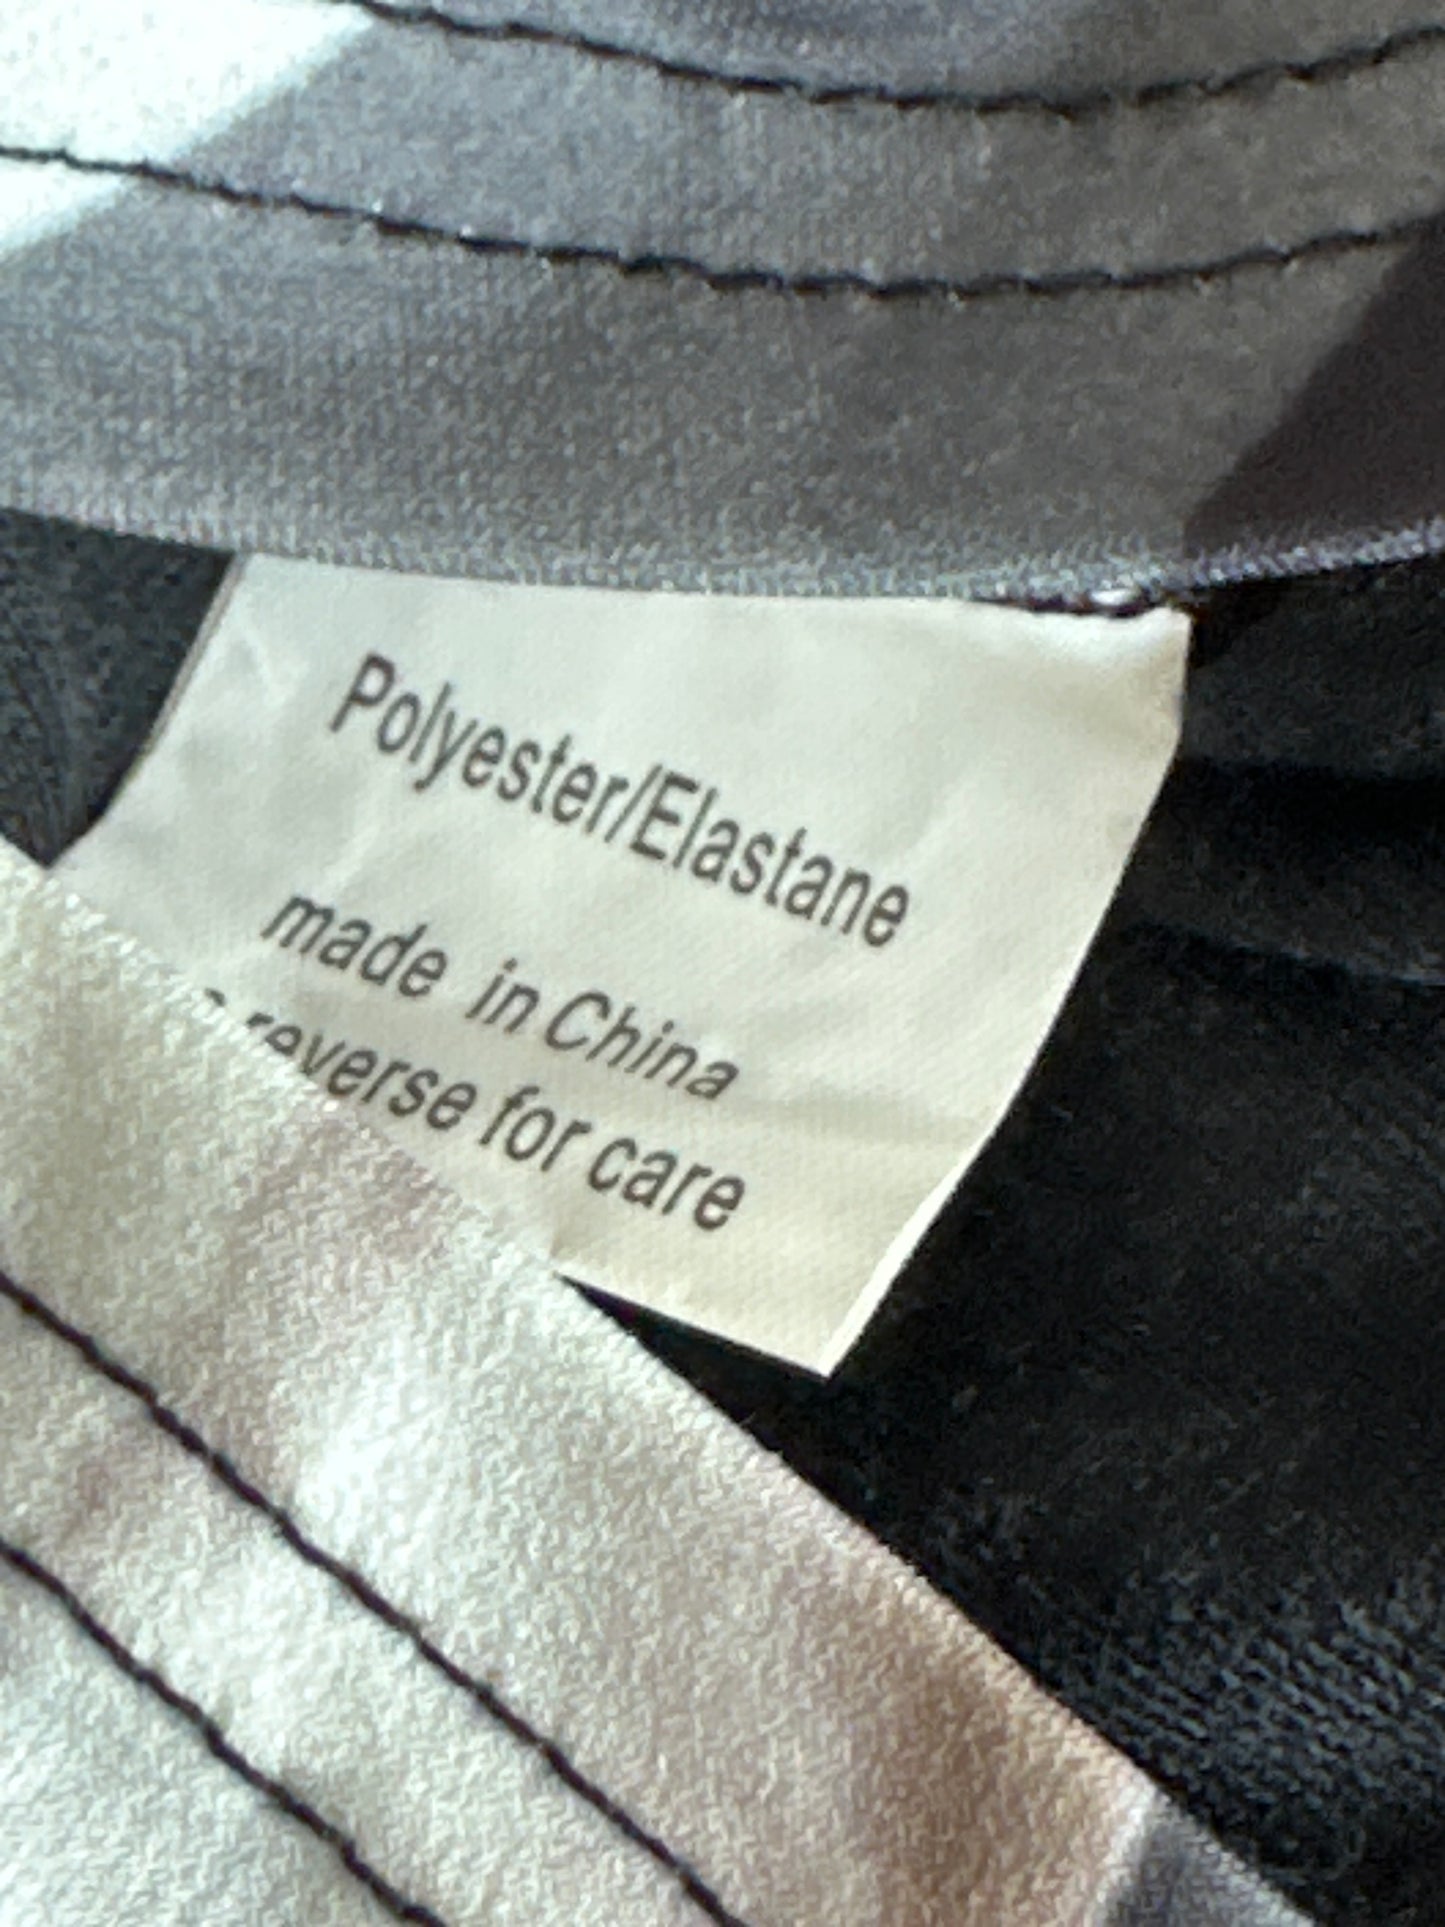 Polyester/Elastane
made in China
reverse for care